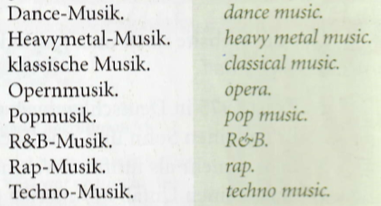 Dance-Musik. dance music.
Heavymetal-Musik. heavy metal music.
klassische Musik. classical music.
Opernmusik. opera.
Popmusik. pop music.
R&B-Musik. R&B.
Rap-Musik. rap.
Techno-Musik. techno music.